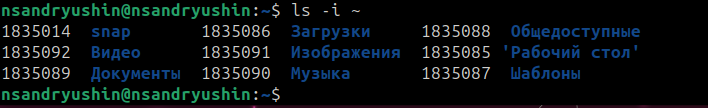 nsandryushin@nsandryushin:~$ ls -i ~
1835014 snap 1835086 Загрузки 1835088 Общедоступные
1835092 Видео 1835091 Изображения 1835085 'Рабочий стол'
1835089 Документы 1835090 Музыка 1835087 Шаблоны
nsandryushin@nsandryushin:~$